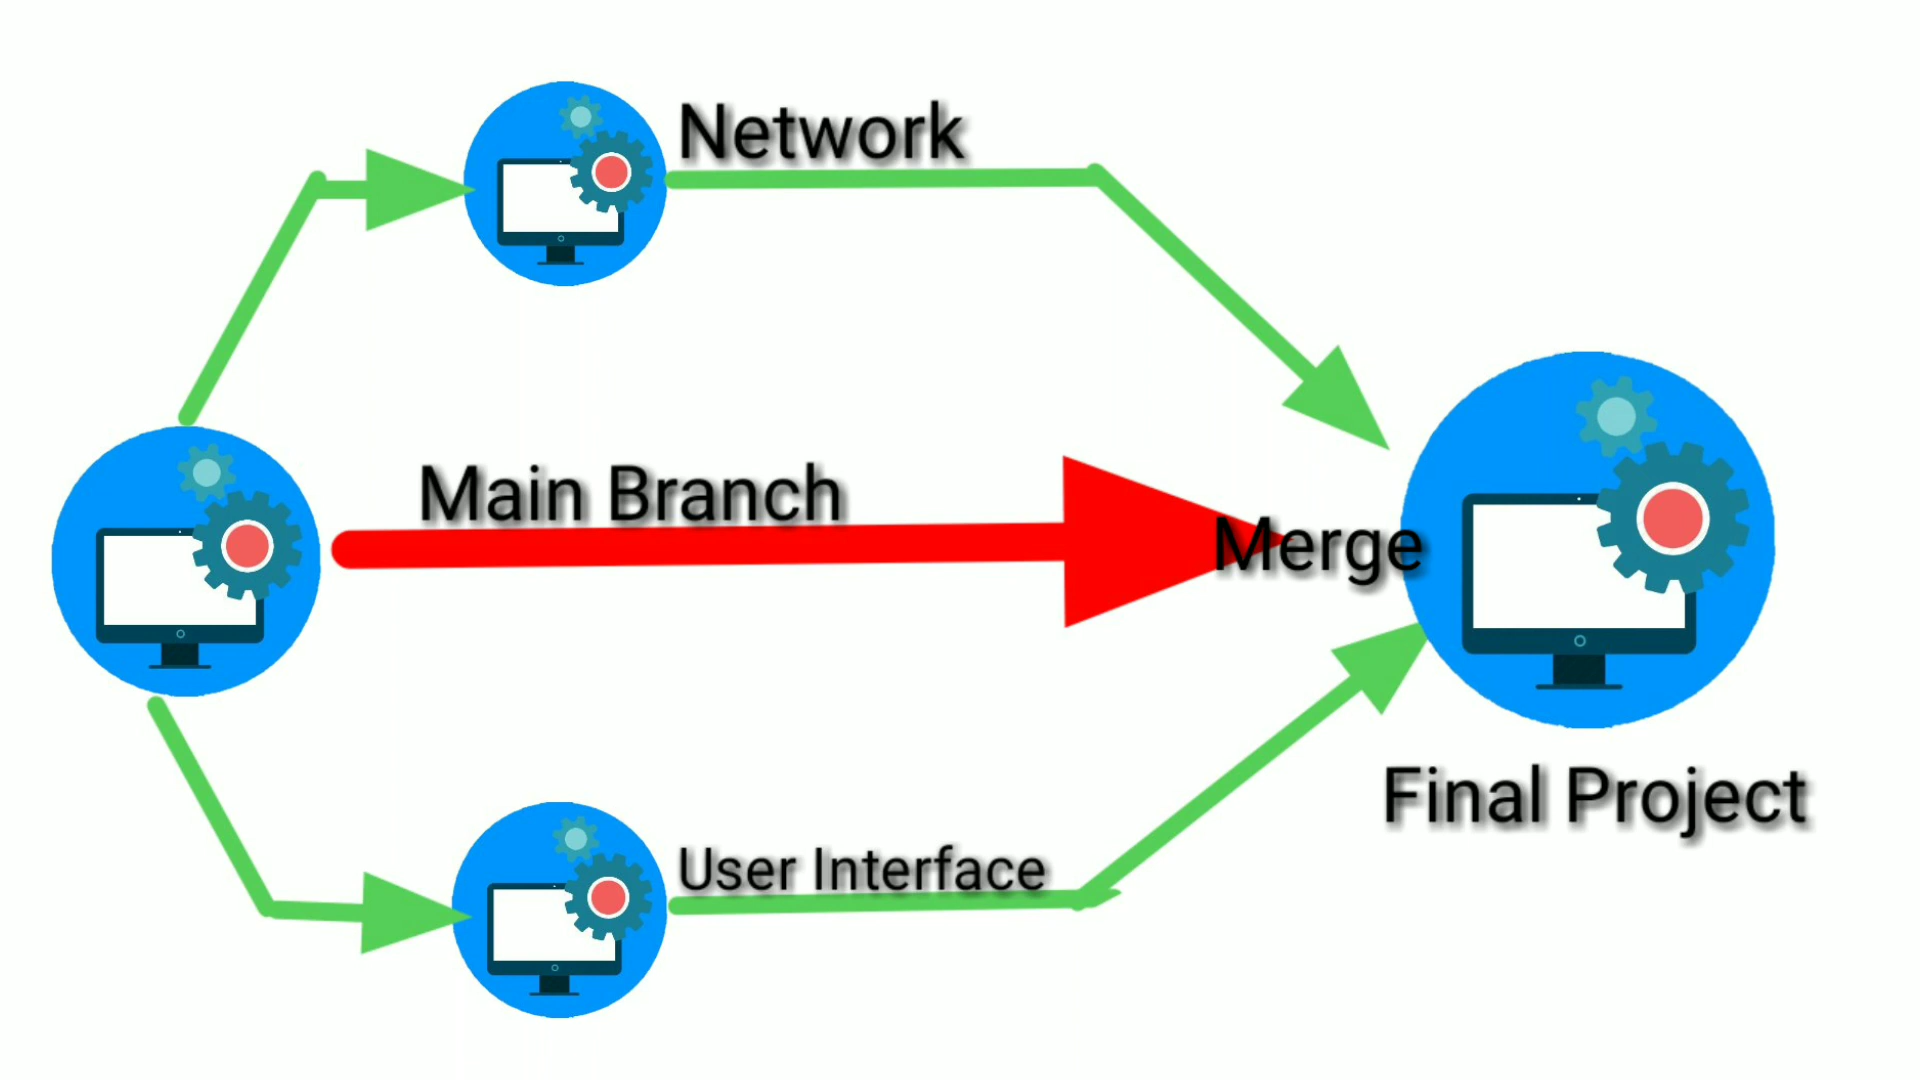 Network
Main Branch
Merge
Final Project
User Interface